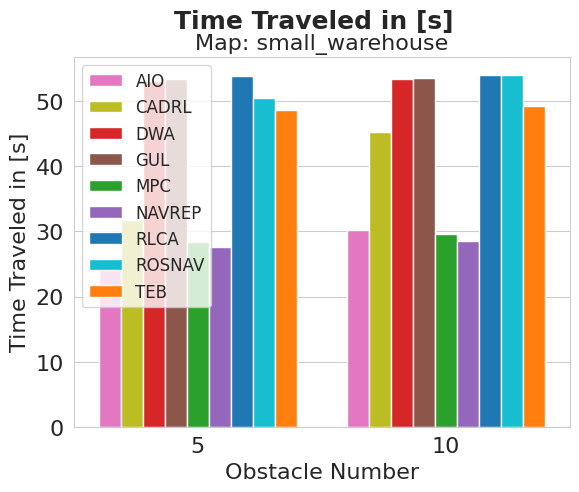 Time Traveled in [s]
Map: small_warehouse
Time Traveled in [s]
50
40
30
20
10
0
AIO
CADRL
DWA
GUL
MPC
NAVREP
RLCA
ROSNAV
TEB
5
10
Obstacle Number